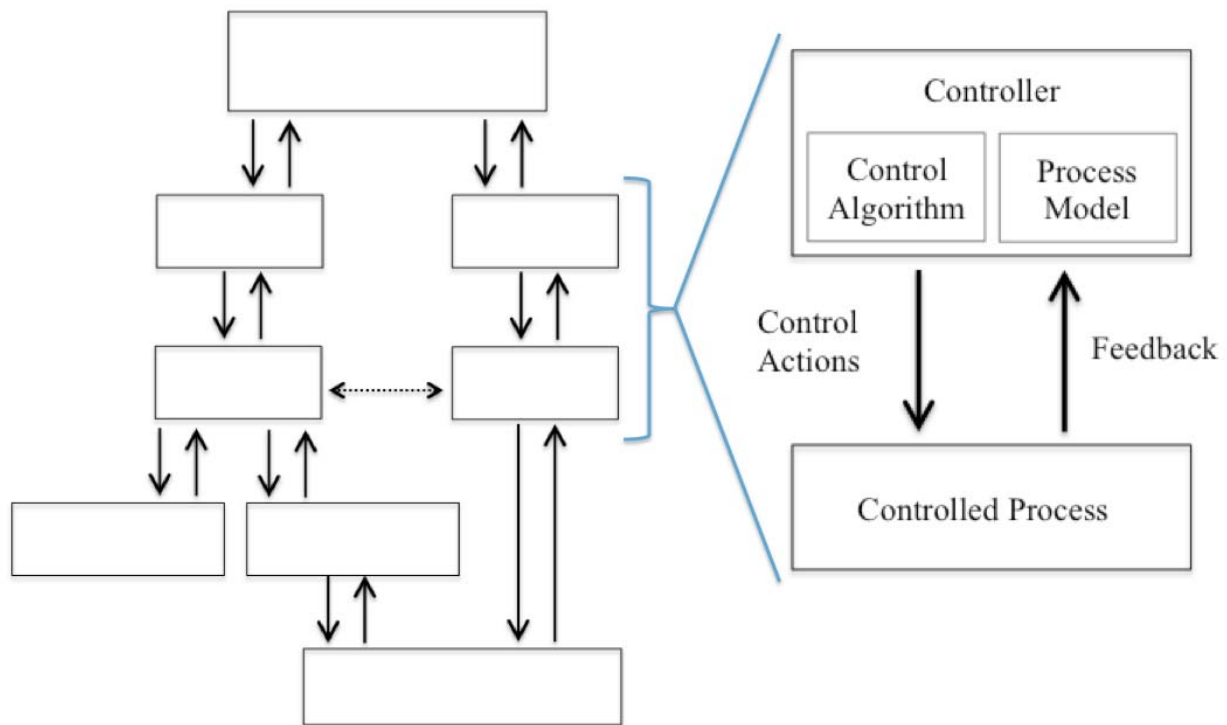 Controller
Control
Algorithm
Process
Model
Control
Actions
Feedback
Controlled Process